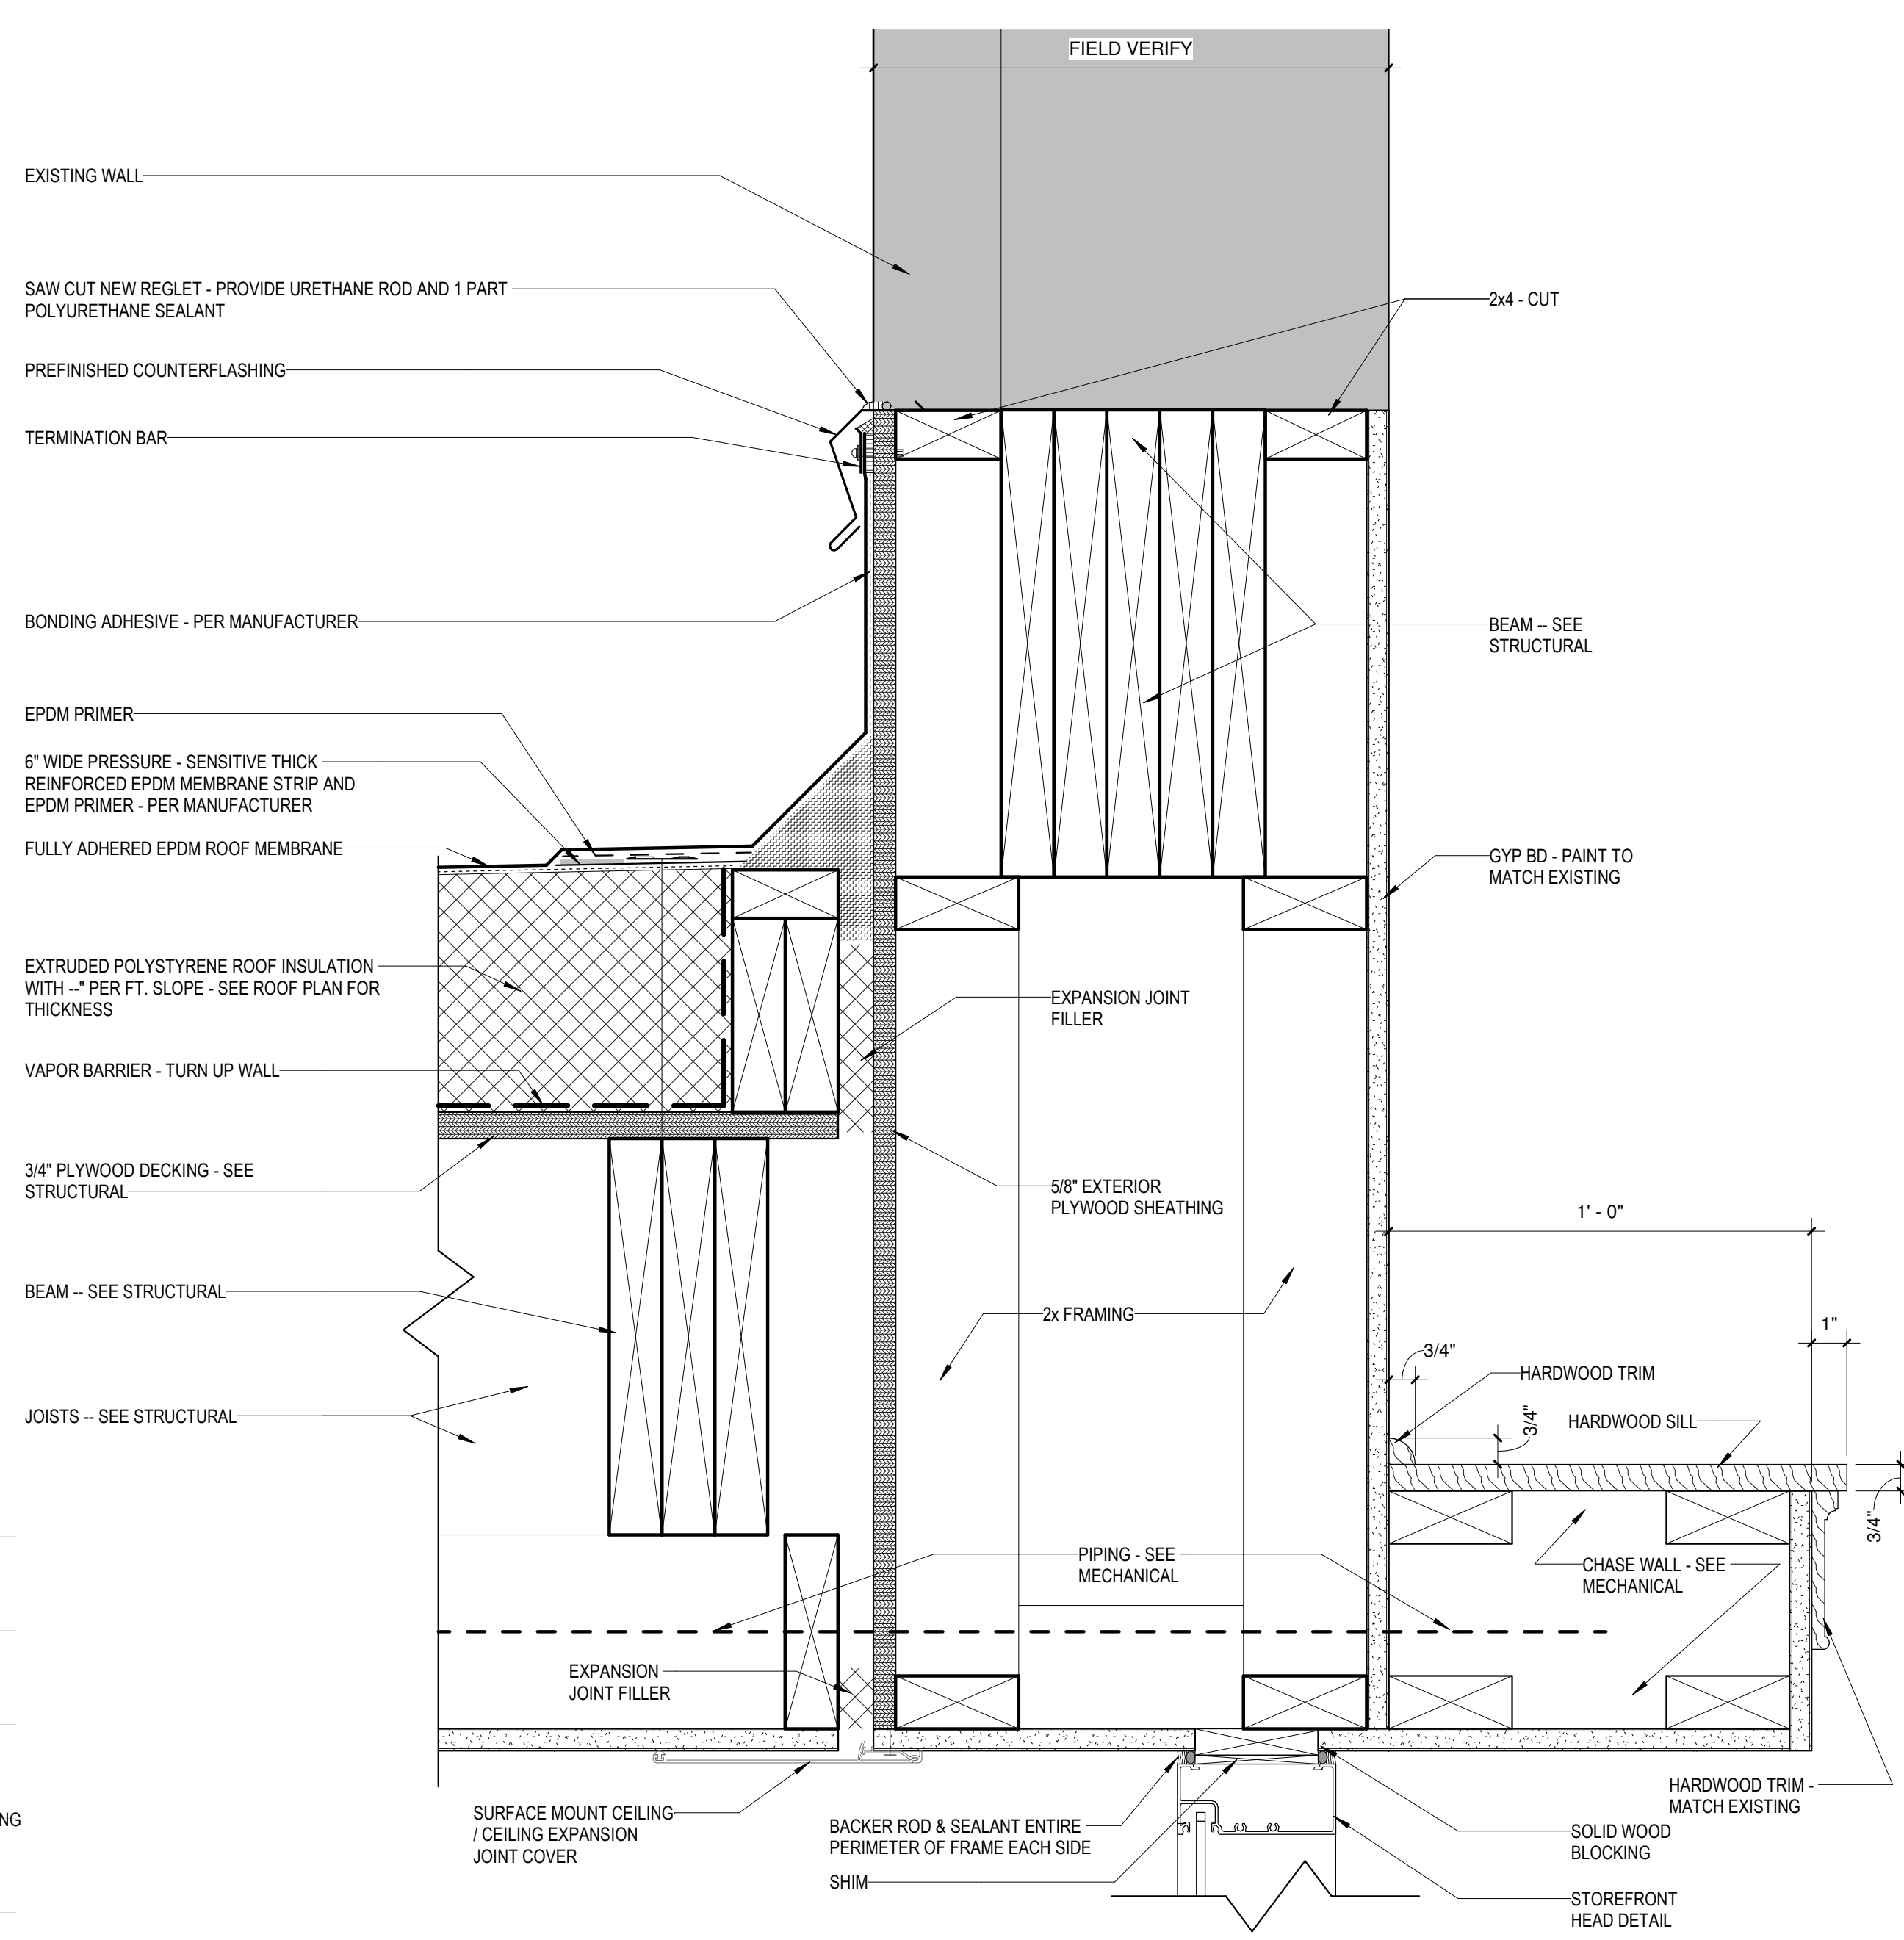 FIELD VERIFY
EXISTING WALL
SAW CUT NEW REGLET - PROVIDE URETHANE ROD AND 1 PART
POLYURETHANE SEALANT
2x4 - CUT
PREFINISHED COUNTERFLASHING
TERMINATION BAR
BONDING ADHESIVE - PER MANUFACTURER
BEAM -- SEE
STRUCTURAL
EPDM PRIMER
6" WIDE PRESSURE - SENSITIVE THICK
REINFORCED EPDM MEMBRANE STRIP AND
EPDM PRIMER - PER MANUFACTURER
FULLY ADHERED EPDM ROOF MEMBRANE
GYP BD - PAINT TO
MATCH EXISTING
EXTRUDED POLYSTYRENE ROOF INSULATION
WITH --" PER FT. SLOPE - SEE ROOF PLAN FOR
THICKNESS
EXPANSION JOINT
FILLER
VAPOR BARRIER - TURN UP WALL
3/4" PLYWOOD DECKING - SEE
STRUCTURAL
5/8" EXTERIOR
PLYWOOD SHEATHING
1' - 0"
BEAM -- SEE STRUCTURAL
2x FRAMING
1"
3/4"
HARDWOOD TRIM
JOISTS -- SEE STRUCTURAL
3/4"
HARDWOOD SILL
3/4"
PIPING - SEE
MECHANICAL
CHASE WALL - SEE
MECHANICAL
EXPANSION
JOINT FILLER
HARDWOOD TRIM -
MATCH EXISTING
NG
SURFACE MOUNT CEILING
/ CEILING EXPANSION
JOINT COVER
BACKER ROD & SEALANT ENTIRE
PERIMETER OF FRAME EACH SIDE
SHIM
SOLID WOOD
BLOCKING
STOREFRONT
HEAD DETAIL